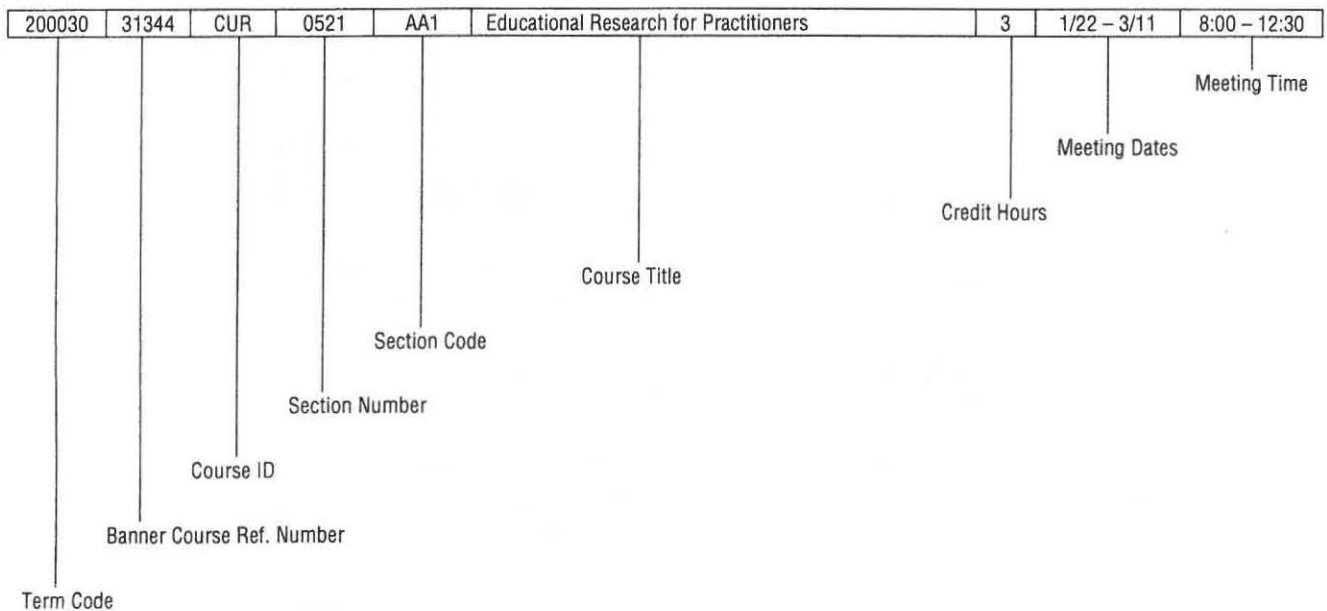 200030 31344 CUR 0521 AA1 Educational Research for Practitioners 3 1/22 – 3/11 8:00 – 12:30
Meeting Time
Meeting Dates
Credit Hours
Course Title
Section Code
Section Number
Course ID
Banner Course Ref. Number
Term Code